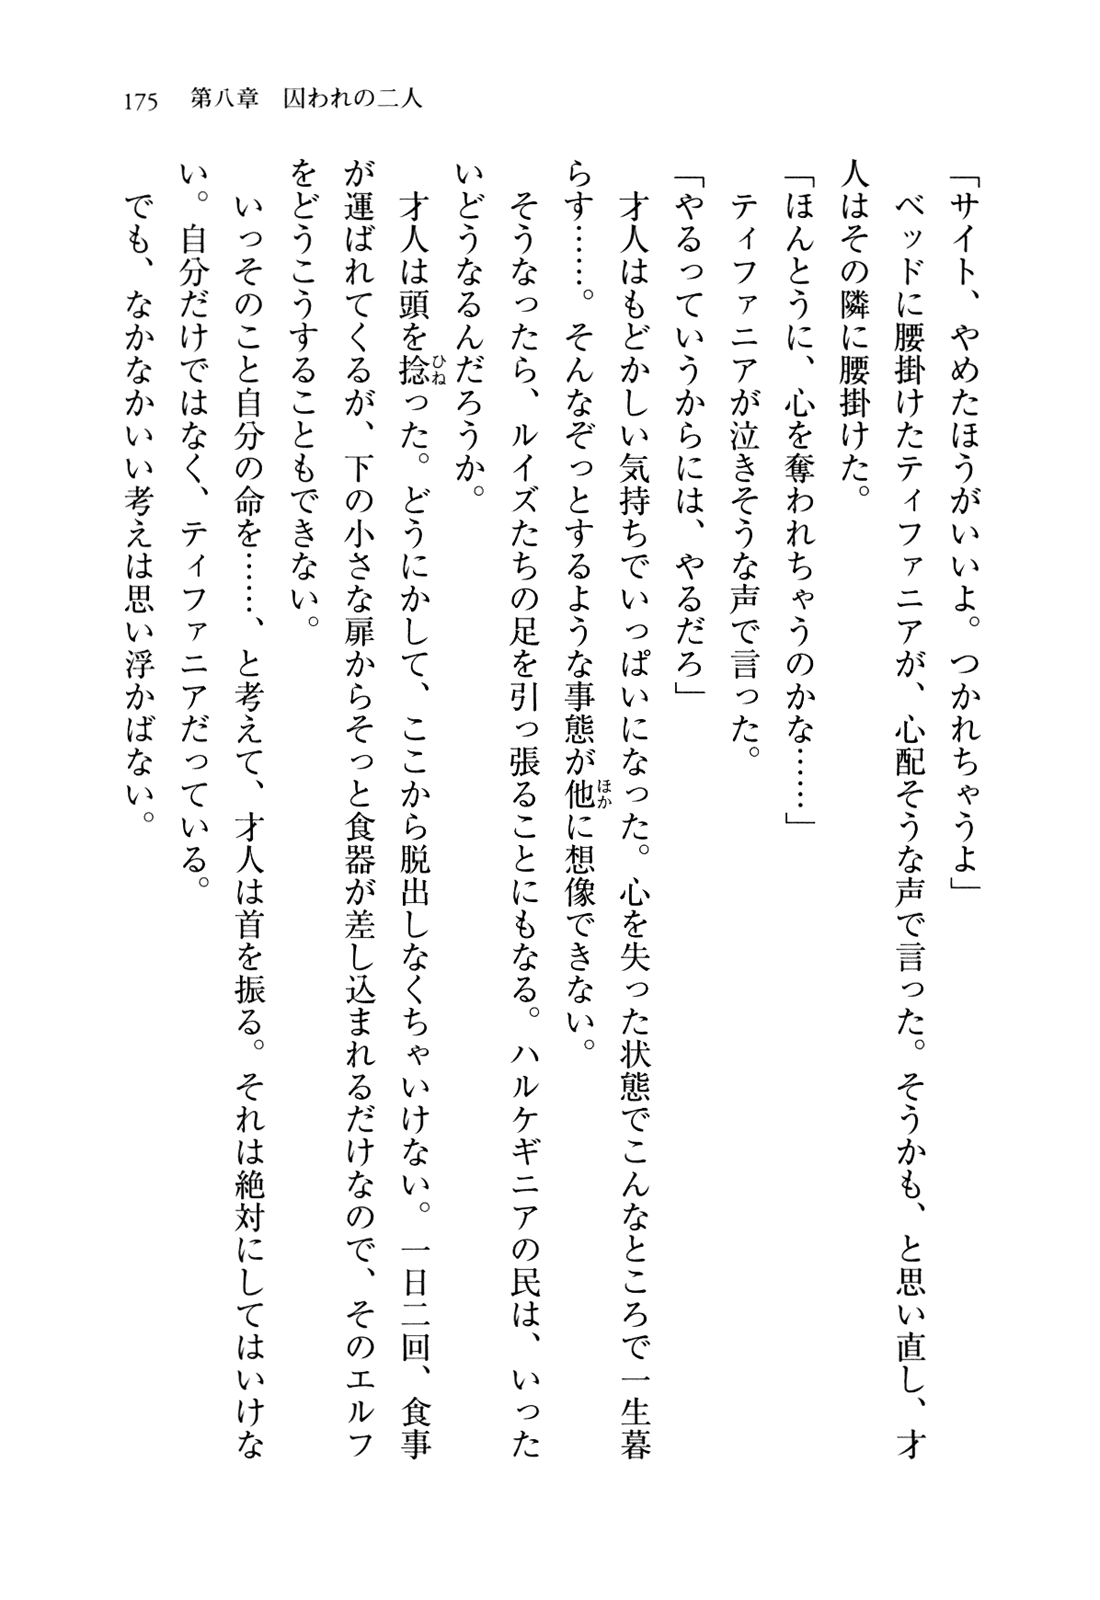 175 第八章 囚われの二人
「サイト、やめたほうがいいよ。つかれちゃうよ」
ベッドに腰掛けたティファニアが、心配そうな声で言った。そうかも、と思い直し、才
人はその隣に腰掛けた。
「ほんとうに、心を奪われちゃうのかな……」
ティファニアが泣きそうな声で言った。
「やるっていうからには、やるだろ」
才人はもどかしい気持ちでいっぱいになった。心を失った状態でこんなところで一生暮
らす……。そんなぞっとするような事態が他ほかに想像できない。
そうなったら、ルイズたちの足を引っ張ることにもなる。ハルケギニアの民は、いった
いどうなるんだろうか。
才人は頭を捻ひねった。どうにかして、ここから脱出しなくちゃいけない。一日二回、食事
が運ばれてくるが、下の小さな扉からそっと食器が差し込まれるだけなので、そのエルフ
をどうこうすることもできない。
いっそのこと自分の命を……、と考えて、才人は首を振る。それは絶対にしてはいけな
い。自分だけではなく、ティファニアだっている。
でも、なかなかいい考えは思い浮かばない。